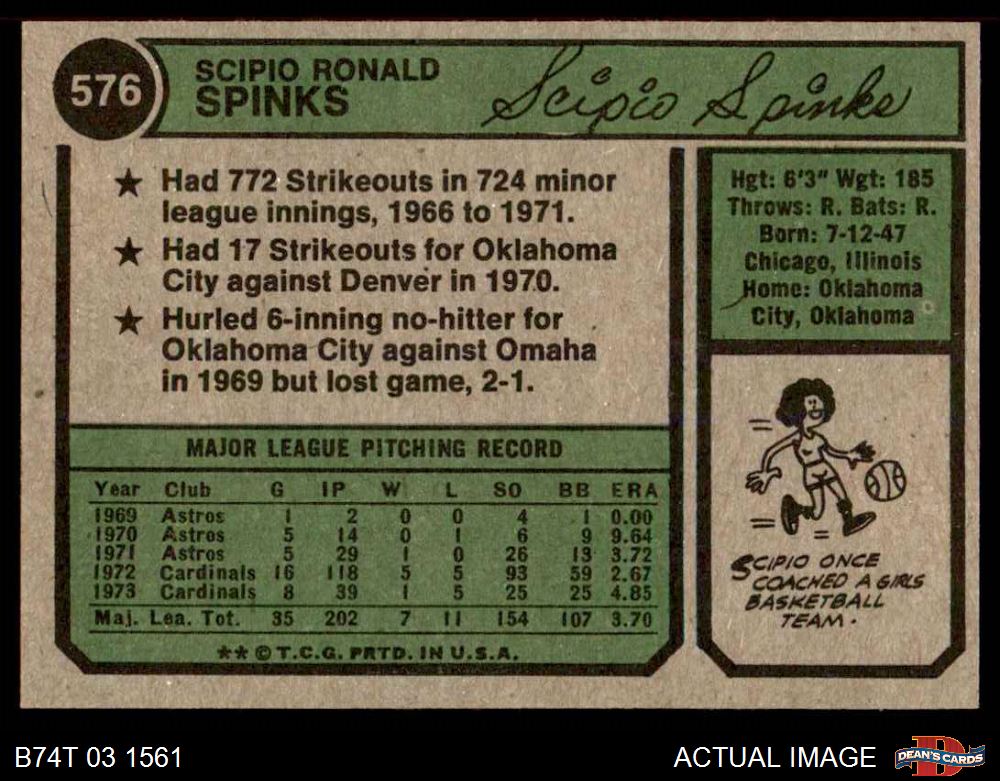 576
SCIPIO RONALD
SPINKS
Scipio Spinks
★ Had 772 Strikeouts in 724 minor
league innings, 1966 to 1971.
★ Had 17 Strikeouts for Oklahoma
City against Denver in 1970.
★ Hurled 6-inning no-hitter for
Oklahoma City against Omaha
in 1969 but lost game, 2-1.
Hgt: 6'3" Wgt: 185
Throws: R. Bats: R.
Born: 7-12-47
Chicago, Illinois
Home: Oklahoma
City, Oklahoma
MAJOR LEAGUE PITCHING RECORD
Year Club G IP W L SO BB ERA
1969 Astros 1 2 0 0 4 1 0.00
1970 Astros 5 14 0 1 6 9 9.64
1971 Astros 5 29 1 0 26 13 3.72
1972 Cardinals 16 118 5 5 93 59 2.67
1973 Cardinals 8 39 1 5 25 25 4.85
Maj. Lea. Tot. 35 202 7 11 154 107 3.70
** © T.C.G. PRTD. IN U.S.A.
SCIPIO ONCE
COACHED A GIRLS
BASKETBALL
TEAM.
B74T 03 1561
ACTUAL IMAGE
D
DEAN'S CARDS